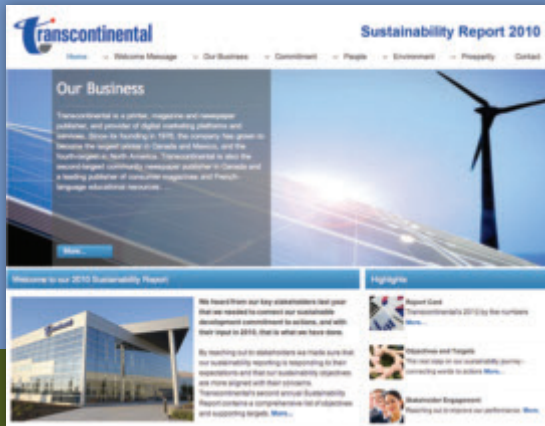 Transcontinental
Sustainability Report 2010
Home Welcome Message Our Business Commitment People Environment Prosperity Contact
Our Business
Transcontinental is a printer, magazine and newspaper
publisher, and provider of digital marketing platforms and
services. Since its founding in 1976, the company has grown to
become the largest printer in Canada and Mexico, and the
fourth-largest in North America. Transcontinental is also the
second-largest community newspaper publisher in Canada and
a leading publisher of consumer magazines and French-
language educational resources ...
More...
Welcome to our 2010 Sustainability Report
Highlights
We heard from our key stakeholders last year
that we needed to connect our sustainable
development commitment to actions, and with
their input in 2010, that is what we have done.
By reaching out to stakeholders we made sure that
our sustainability reporting is responding to their
expectations and that our sustainability objectives
are more aligned with their concerns.
Transcontinental's second annual Sustainability
Report contains a comprehensive list of objectives
and supporting targets. More...
Report Card
Transcontinental's 2010 by the numbers
More...
Objectives and Targets
The next step on our sustainability journey -
connecting words to actions More...
Stakeholder Engagement
Reaching out to improve our performance More...